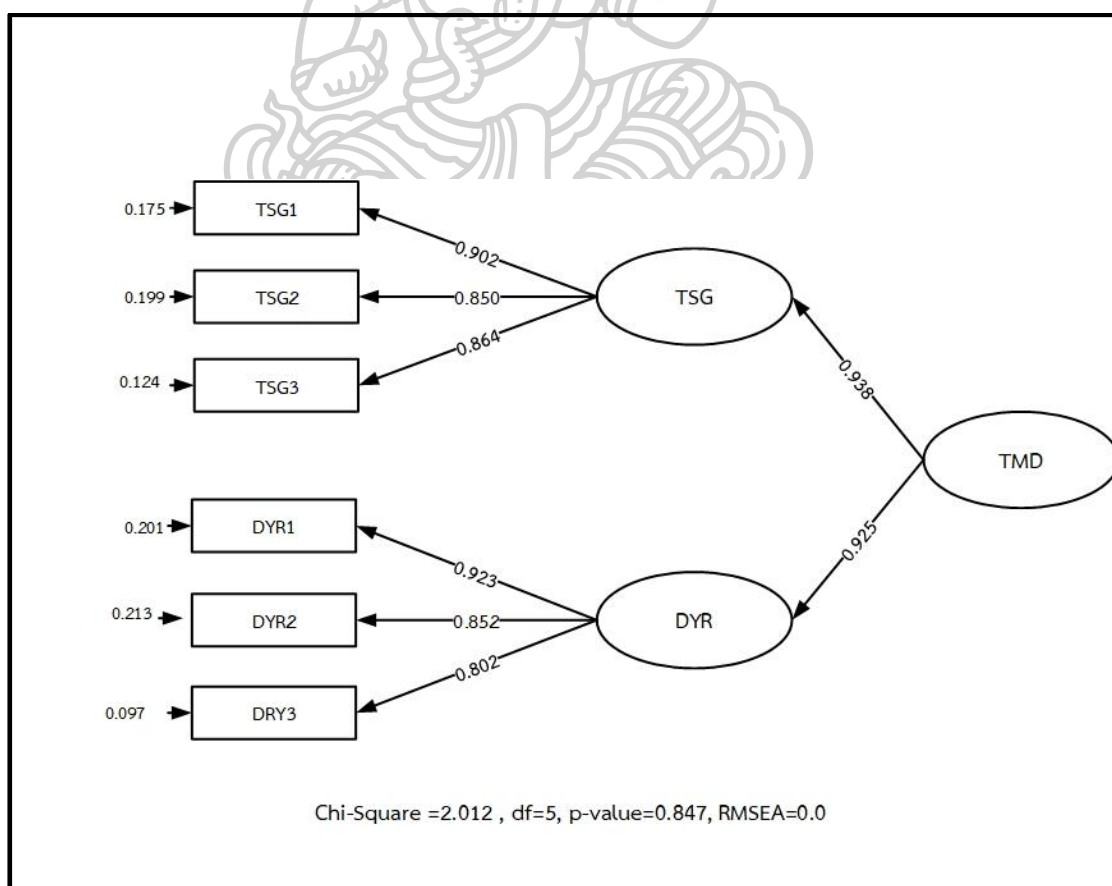 0.175
TSG1
0.902
0.199
TSG2
0.850
TSG
0.124
TSG3
0.864
0.938
TMD
0.201
DYR1
0.923
0.925
0.213
DYR2
0.852
DYR
0.097
DRY3
0.802
Chi-Square =2.012 , df=5, p-value=0.847, RMSEA=0.0